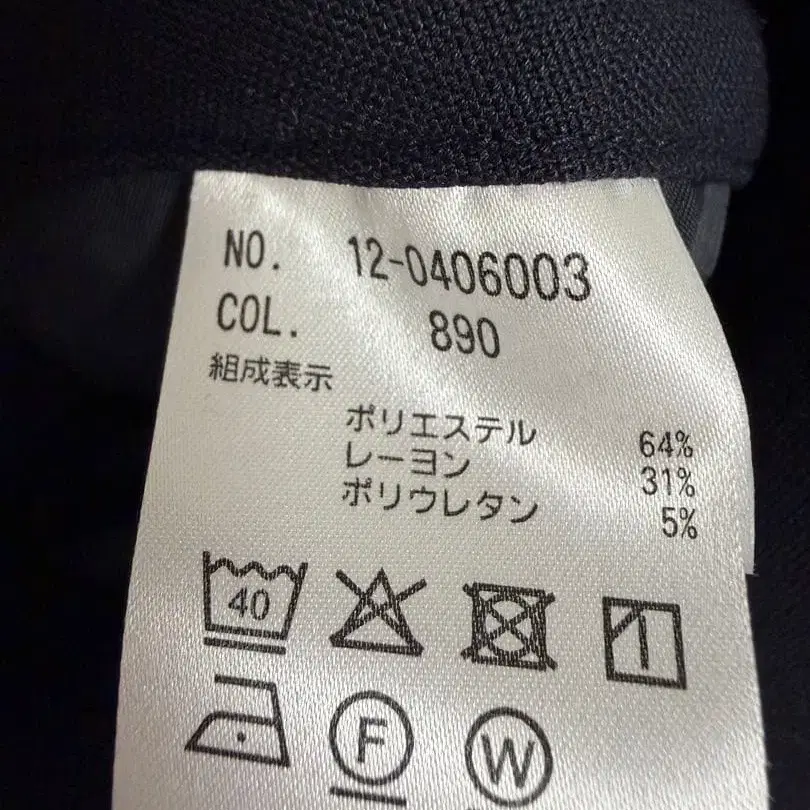 NO. 12-0406003
COL. 890
組成表示
ポリエステル 64%
レーヨン 31%
ポリウレタン 5%
40
F W